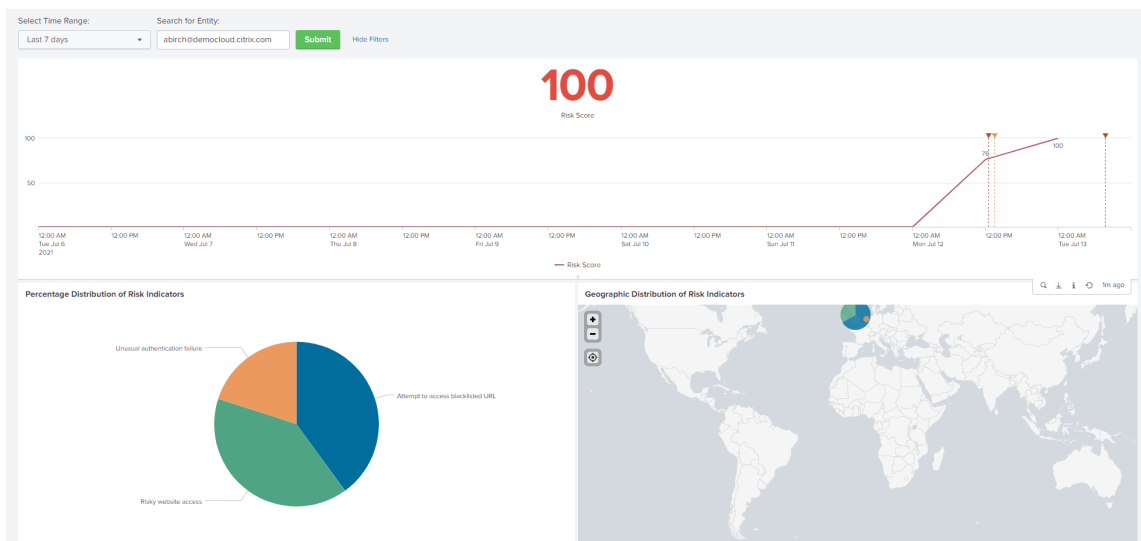 Select Time Range:
Search for Entity:
Last 7 days
abirch@democloud.citrix.com
Submit
Hide Filters
100
Risk Score
100
50
76
100
12:00 AM
Tue Jul 6
2021
12:00 PM
12:00 AM
Wed Jul 7
12:00 PM
12:00 AM
Thu Jul 8
12:00 PM
12:00 AM
Fri Jul 9
12:00 PM
12:00 AM
Sat Jul 10
12:00 PM
12:00 AM
Sun Jul 11
12:00 PM
12:00 AM
Mon Jul 12
12:00 PM
12:00 AM
Tue Jul 13
Risk Score
Percentage Distribution of Risk Indicators
Unusual authentication failure
Attempt to access blacklisted URL
Risky website access
Geographic Distribution of Risk Indicators
1m ago